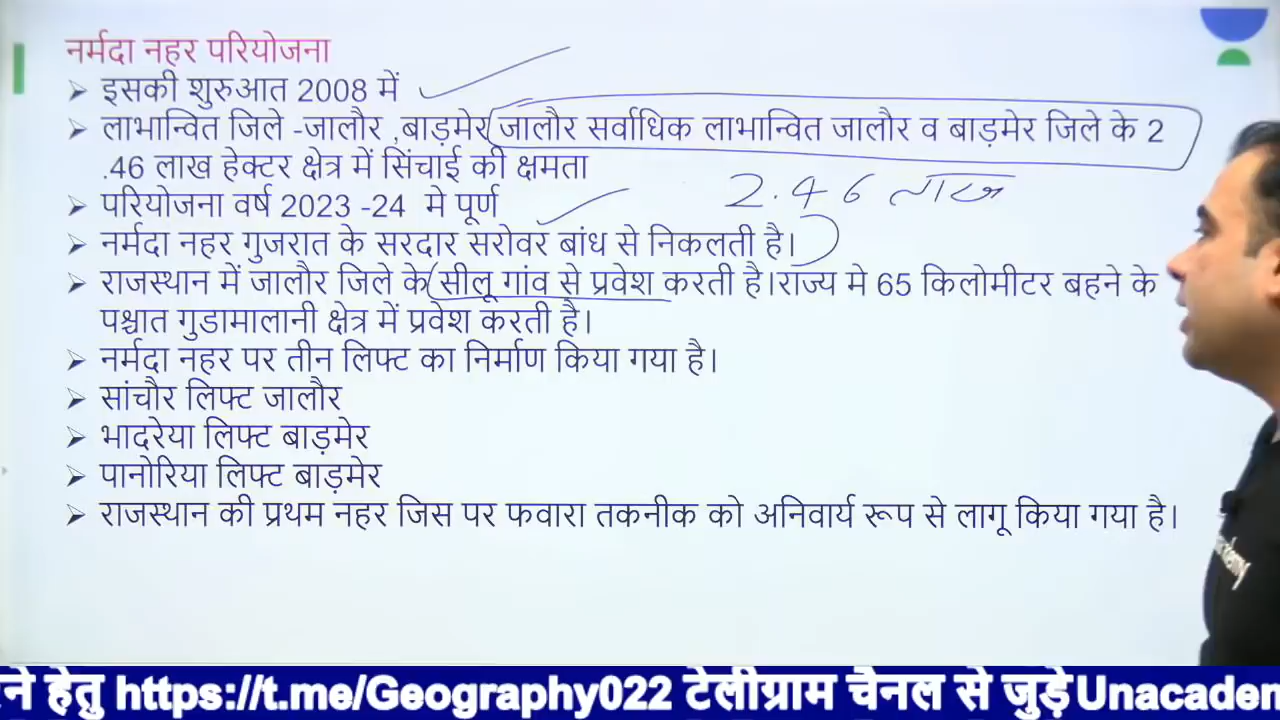 नर्मदा नहर परियोजना
इसकी शुरुआत 2008 में
लाभान्वित जिले -जालौर ,बाड़मेर जालौर सर्वाधिक लाभान्वित जालौर व बाड़मेर जिले के 2
.46 लाख हेक्टर क्षेत्र में सिंचाई की क्षमता
2.46 लाख
परियोजना वर्ष 2023 -24 मे पूर्ण
नर्मदा नहर गुजरात के सरदार सरोवर बांध से निकलती है।
राजस्थान में जालौर जिले के सीलू गांव से प्रवेश करती है।राज्य मे 65 किलोमीटर बहने के
पश्चात गुडामालानी क्षेत्र में प्रवेश करती है।
नर्मदा नहर पर तीन लिफ्ट का निर्माण किया गया है।
सांचौर लिफ्ट जालौर
भादरेया लिफ्ट बाड़मेर
पानोरिया लिफ्ट बाड़मेर
राजस्थान की प्रथम नहर जिस पर फवारा तकनीक को अनिवार्य रूप से लागू किया गया है।
रने हेतु https://t.me/Geography022 टेलीग्राम चैनल से जुड़े Unacadem